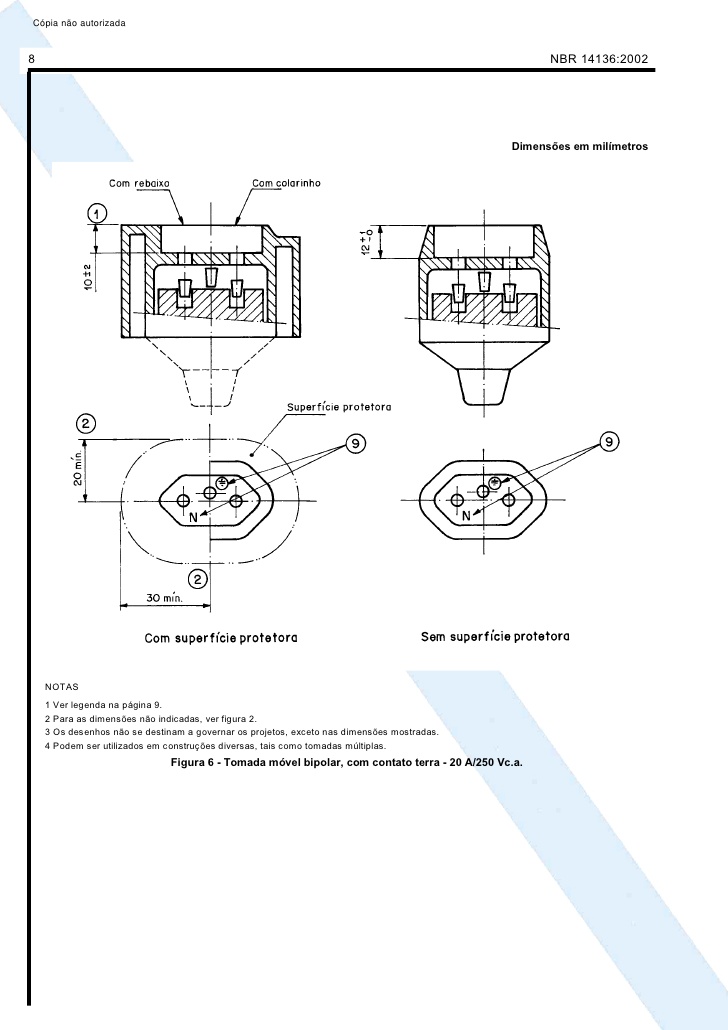 Cópia não autorizada
8
NBR 14136:2002
Dimensões em milímetros
Com rebaixo
Com colarinho
1
10 ±2
12 +1 -0
Superfície protetora
2
9
9
20 mín.
N
N
2
30 mín.
Com superfície protetora
Sem superfície protetora
NOTAS
1 Ver legenda na página 9.
2 Para as dimensões não indicadas, ver figura 2.
3 Os desenhos não se destinam a governar os projetos, exceto nas dimensões mostradas.
4 Podem ser utilizados em construções diversas, tais como tomadas múltiplas.
Figura 6 - Tomada móvel bipolar, com contato terra - 20 A/250 Vc.a.